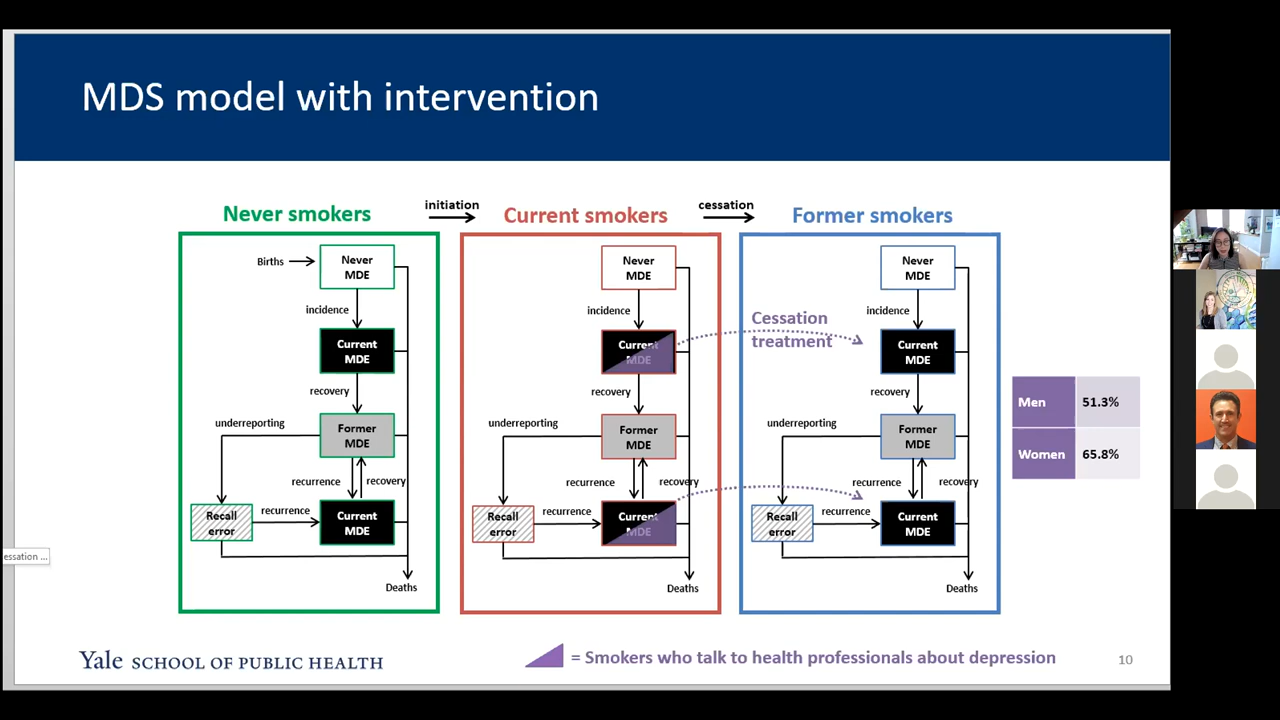 MDS model with intervention
Never smokers
initiation
Current smokers
cessation
Former smokers
Births
Never
MDE
incidence
Current
MDE
recovery
underreporting
Former
MDE
recurrence
recovery
Recall
error
recurrence
Current
MDE
Deaths
Never
MDE
incidence
Current
MDE
recovery
underreporting
Former
MDE
recurrence
recovery
Recall
error
recurrence
Current
MDE
Deaths
Cessation
treatment
Never
MDE
incidence
Current
MDE
recovery
underreporting
Former
MDE
recurrence
recovery
Recall
error
recurrence
Current
MDE
Deaths
Men 51.3%
Women 65.8%
essation ...
Yale SCHOOL OF PUBLIC HEALTH
= Smokers who talk to health professionals about depression
10